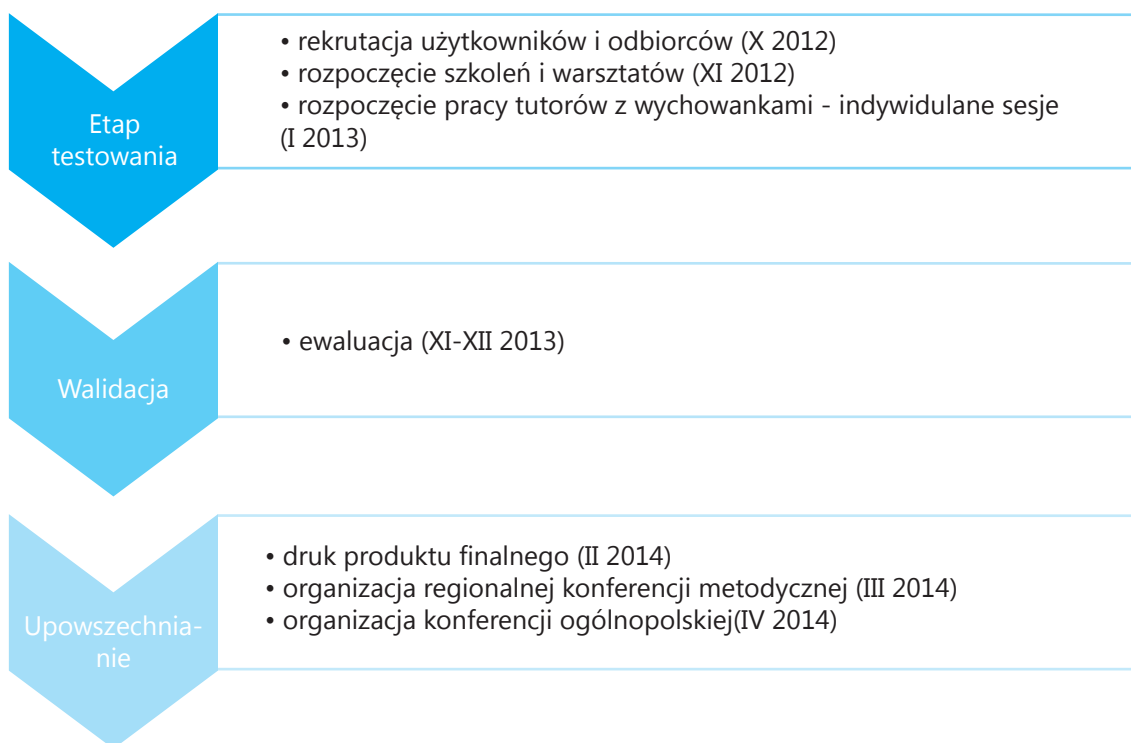 Etap
testowania
• rekrutacja użytkowników i odbiorców (X 2012)
• rozpoczęcie szkoleń i warsztatów (XI 2012)
• rozpoczęcie pracy tutorów z wychowankami - indywidulane sesje
(I 2013)
Walidacja
• ewaluacja (XI-XII 2013)
Upowszechnia-
nie
• druk produktu finalnego (II 2014)
• organizacja regionalnej konferencji metodycznej (III 2014)
• organizacja konferencji ogólnopolskiej(IV 2014)